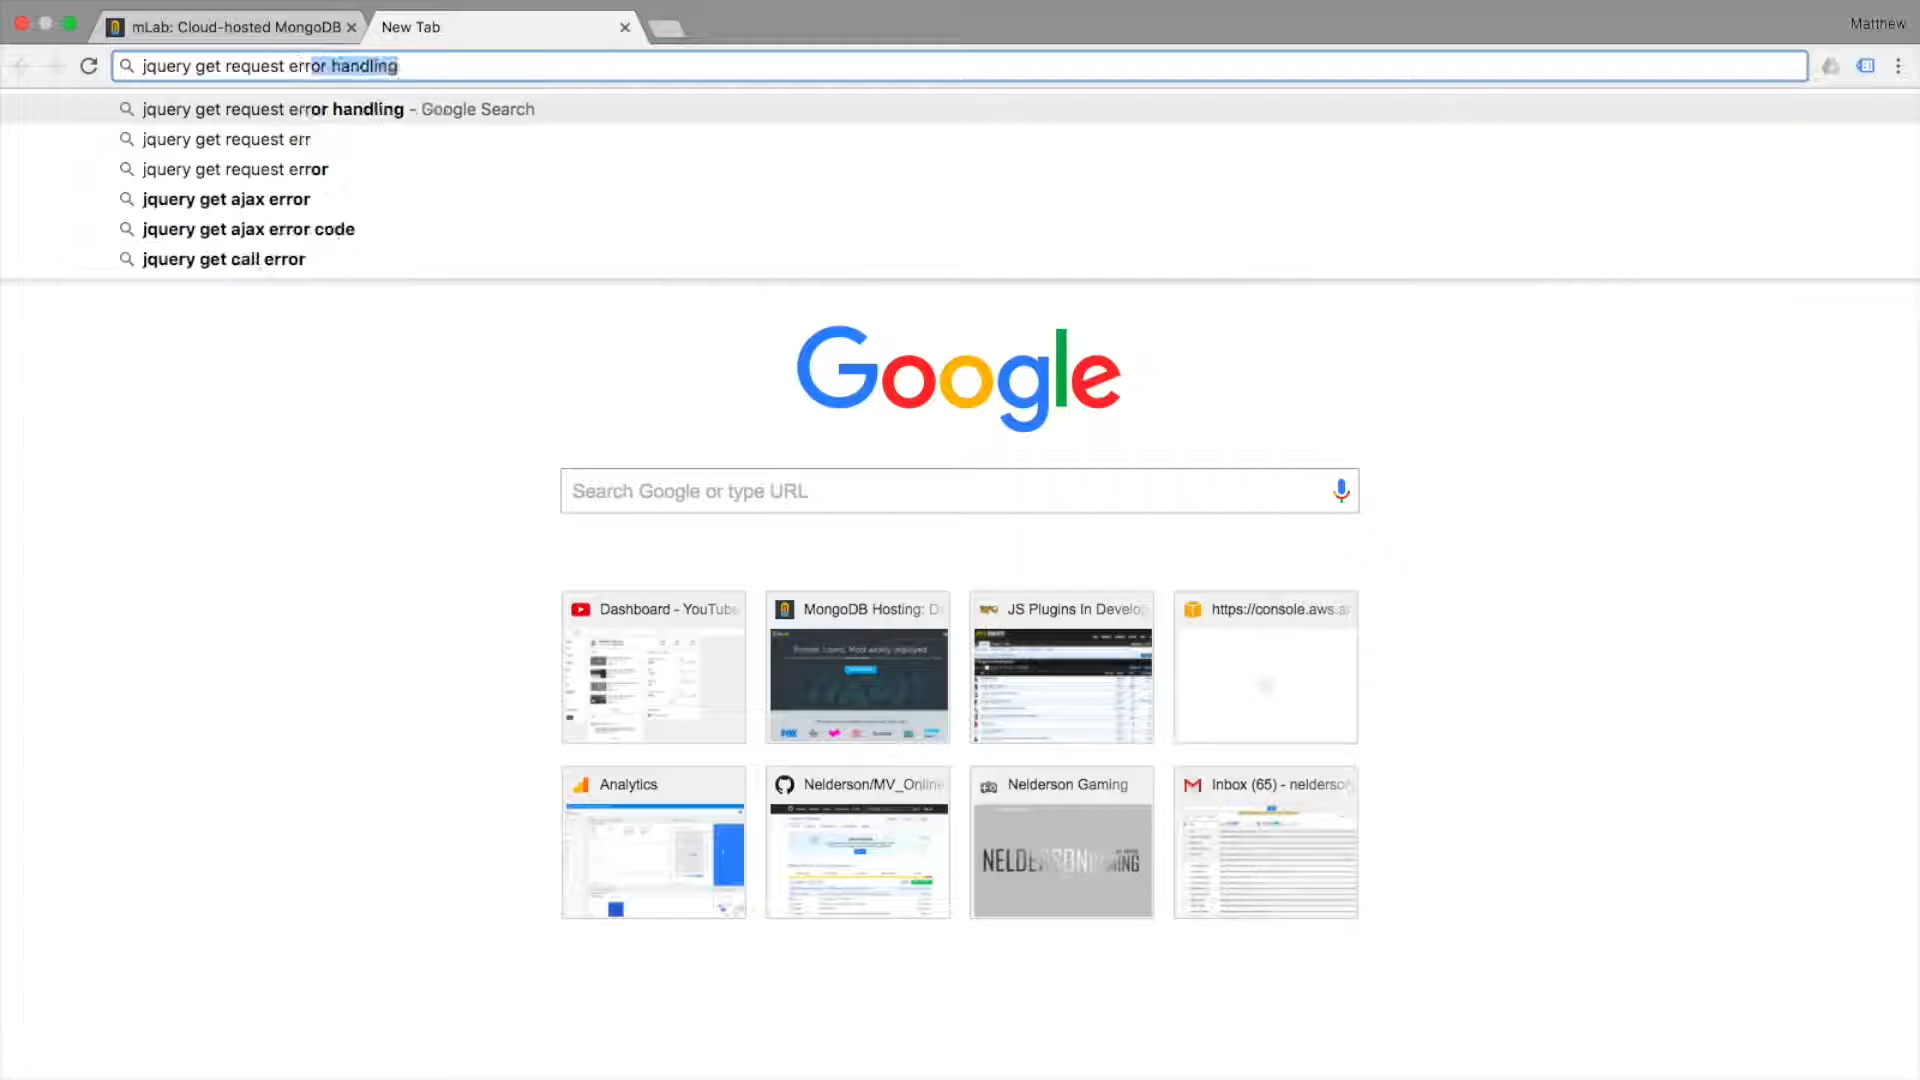 mLab: Cloud-hosted MongoDB
New Tab
Matthew
jquery get request error handling
jquery get request error handling - Google Search
jquery get request err
jquery get request error
jquery get ajax error
jquery get ajax error code
jquery get call error
Google
Search Google or type URL
Dashboard - YouTube
MongoDB Hosting: D
JS Plugins In Develo
https://console.aws.a
Analytics
Nelderson/MV_Online
Nelderson Gaming
Inbox (65) - nelderson